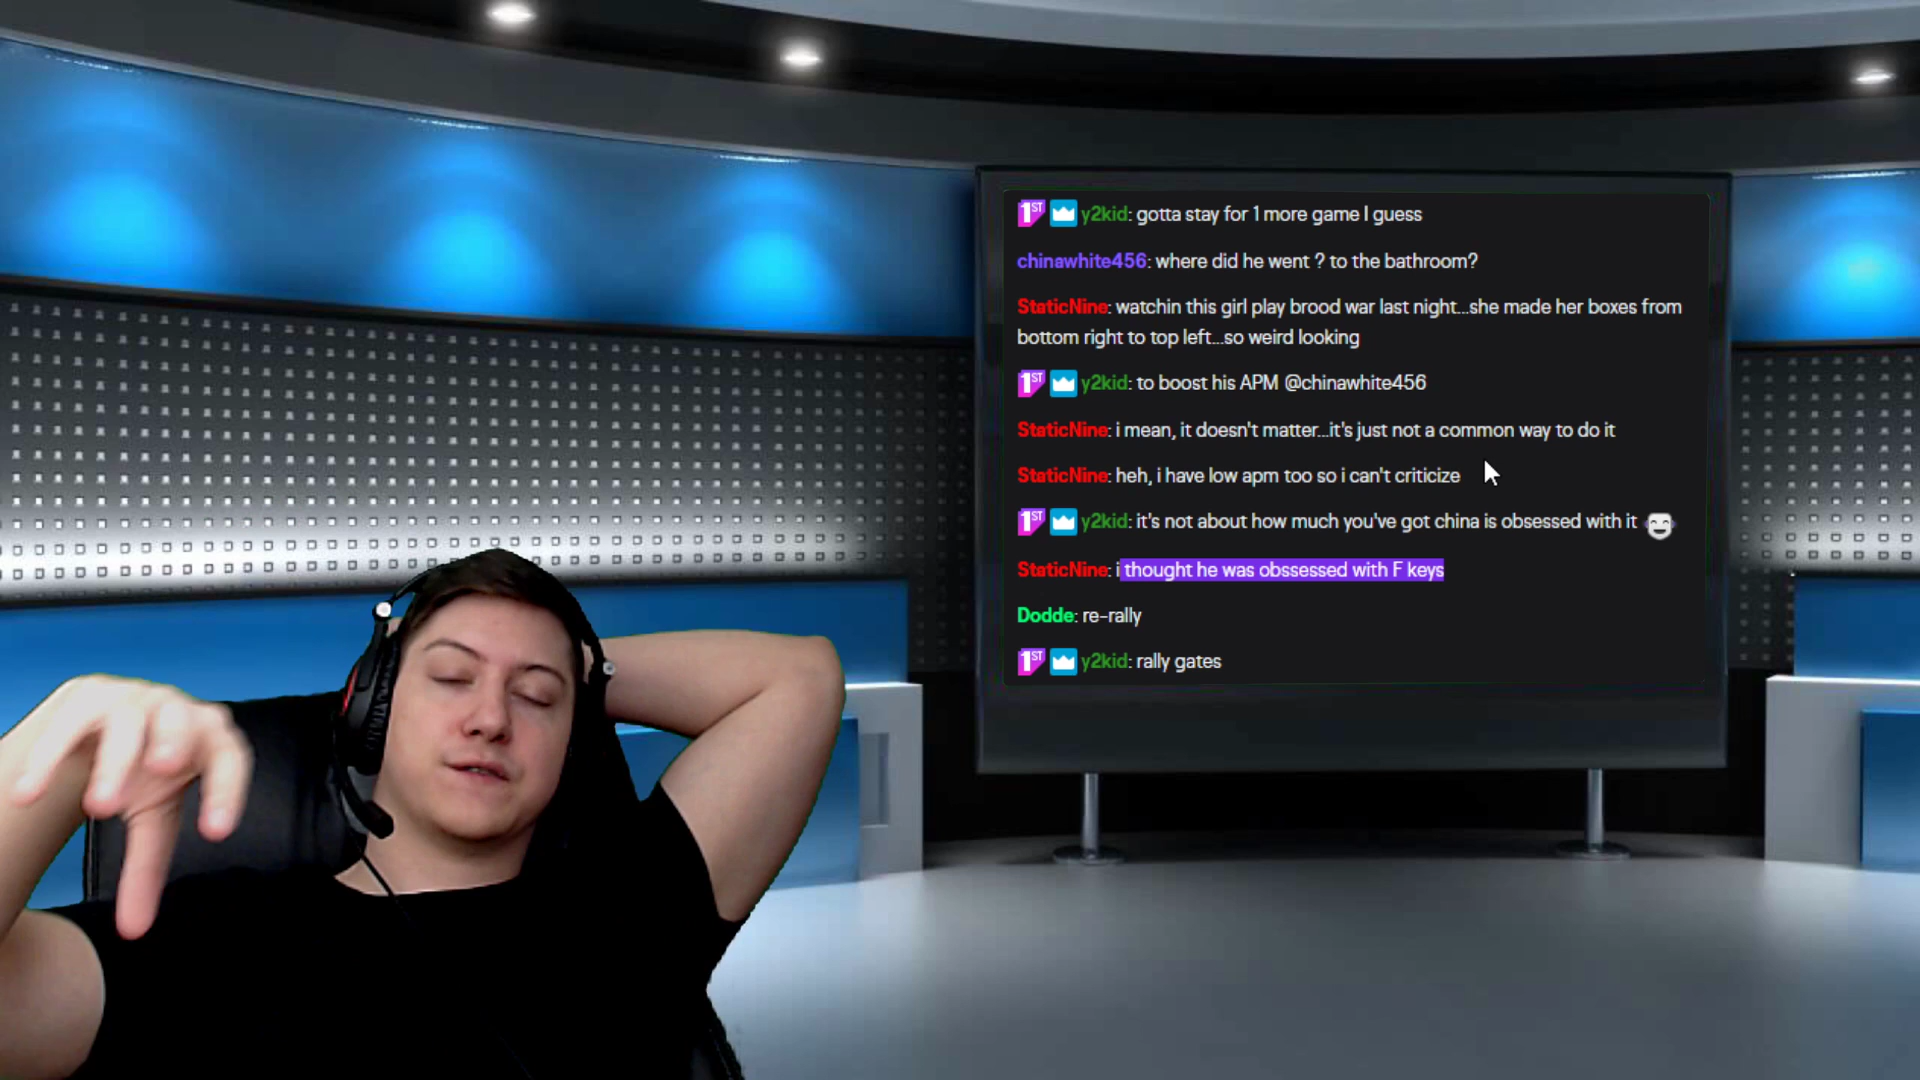 1ST y2kid: gotta stay for 1 more game I guess
chinawhite456: where did he went ? to the bathroom?
StaticNine: watchin this girl play brood war last night...she made her boxes from
bottom right to top left...so weird looking
1ST y2kid: to boost his APM @chinawhite456
StaticNine: i mean, it doesn't matter...it's just not a common way to do it
StaticNine: heh, i have low apm too so i can't criticize
1ST y2kid: it's not about how much you've got china is obsessed with it
StaticNine: i thought he was obssessed with F keys
Dodde: re-rally
1ST y2kid: rally gates